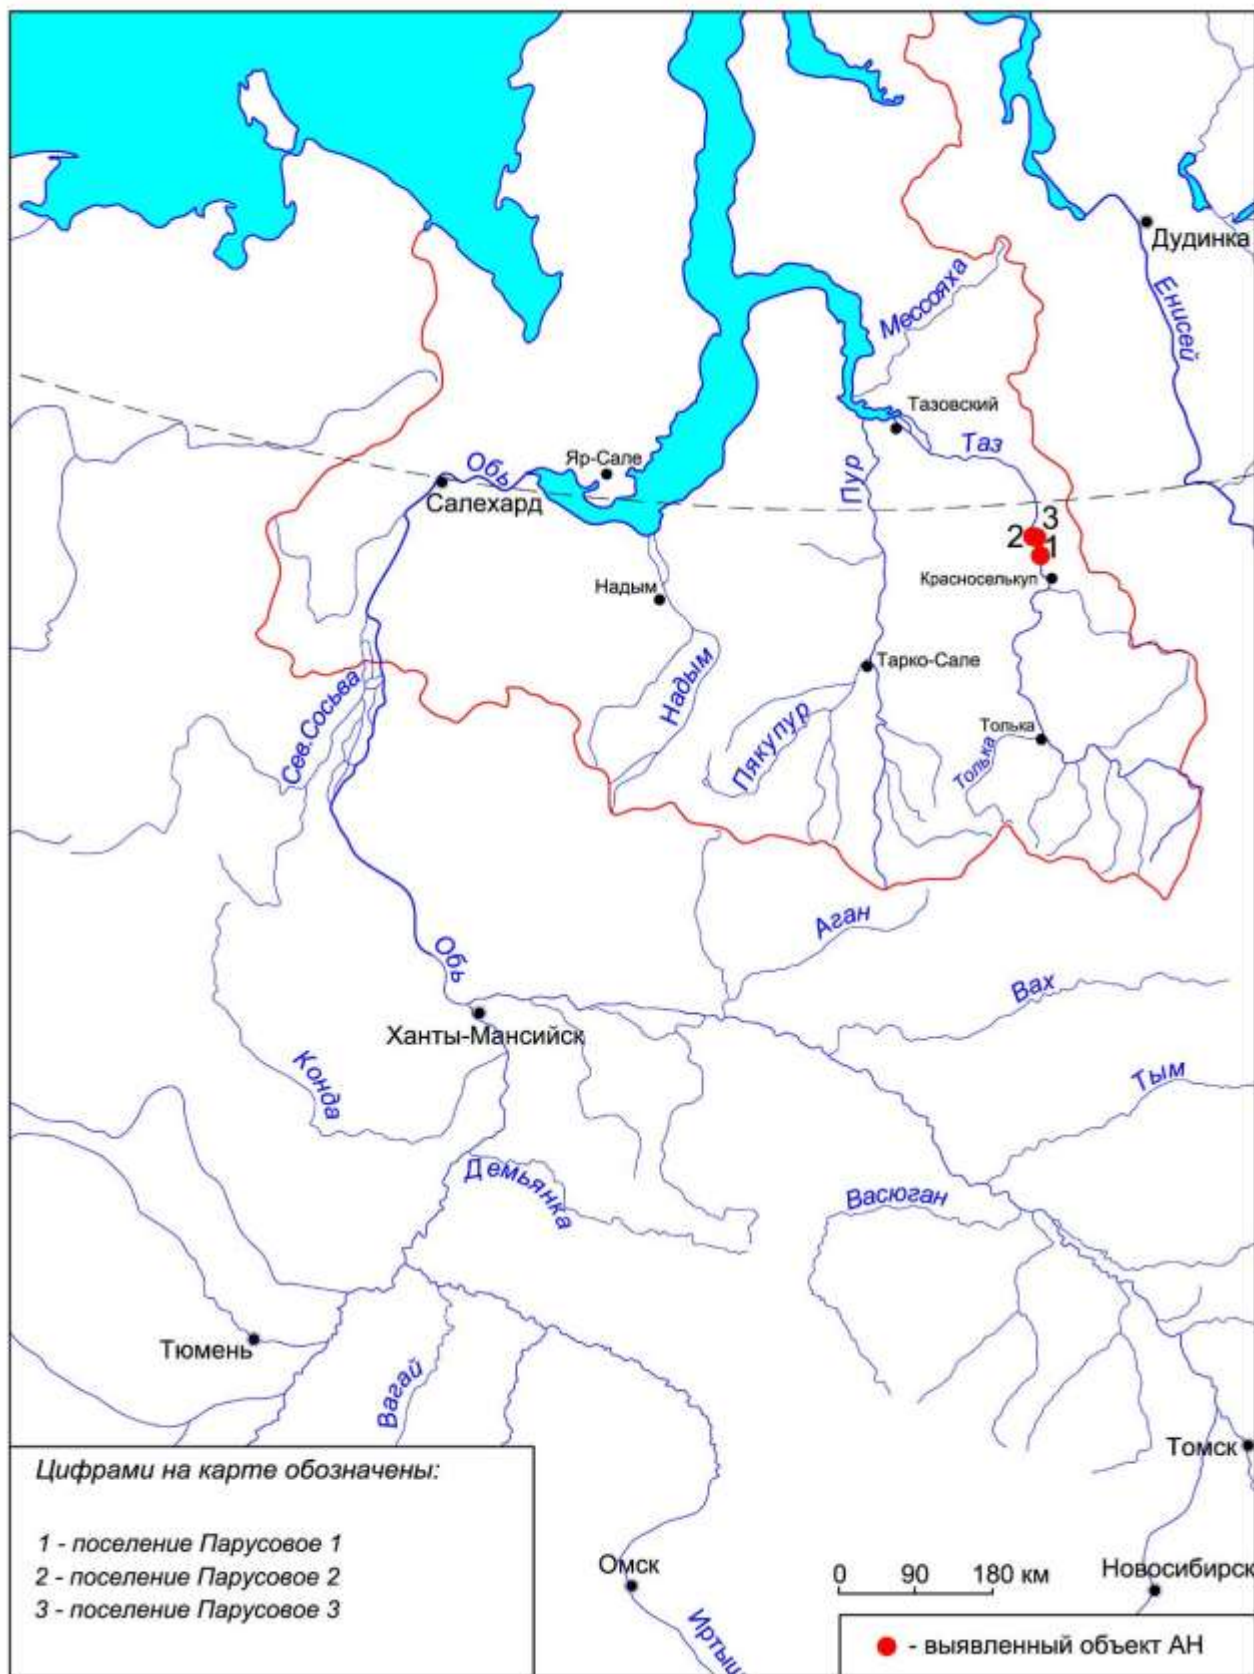 Дудинка
Мессояха
Енисей
Тазовский
Таз
Обь
Яр-Сале
Пур
Салехард
3
2
1
Красноселькуп
Надым
Надым
Тарко-Сале
Сев.Сосьва
Пякупур
Толька
Толька
Аган
Обь
Вах
Ханты-Мансийск
Конда
Тым
Демьянка
Васюган
Тюмень
Вагай
Томск
Цифрами на карте обозначены:
1 - поселение Парусовое 1
2 - поселение Парусовое 2
3 - поселение Парусовое 3
Омск
0 90 180 км
Новосибирск
Иртыш
- выявленный объект АН